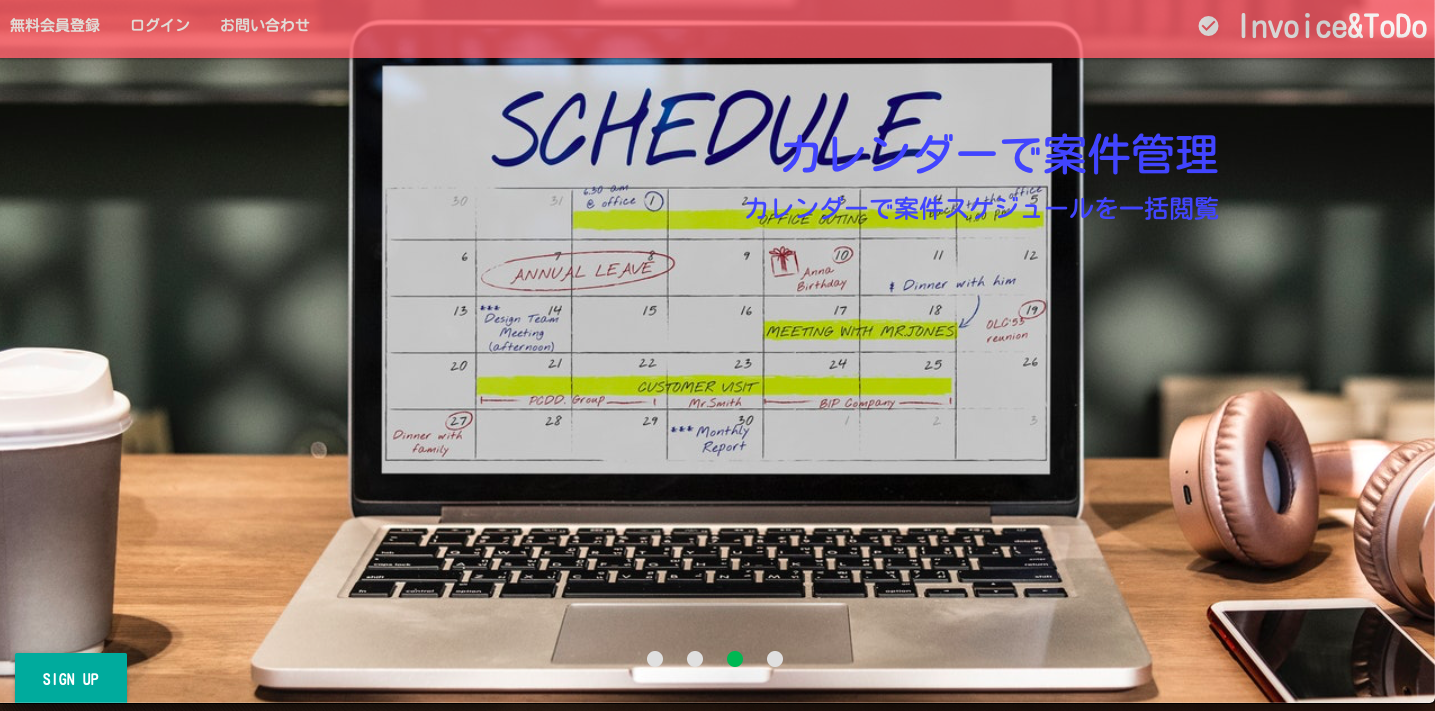 無料会員登録 ログイン お問い合わせ Invoice&ToDo
SCHEDULE
カレンダーで案件管理
カレンダーで案件スケジュールを一括閲覧
30 31 6.30 am @ office 1 2 3 4 5
OFFICE OUTING
6 7 8 9 10 11 12
ANNUAL LEAVE
Anna Birthday
Dinner with him
13 *** 14 15 16 17 18 19
Design Team Meeting (afternoon)
MEETING WITH MR.JONES
reunion
20 21 22 23 24 25 26
CUSTOMER VISIT
PCDD. Group Mr.Smith BIP Company
27 28 29 30 1 2 3
Dinner with family
*** Monthly Report
SIGN UP